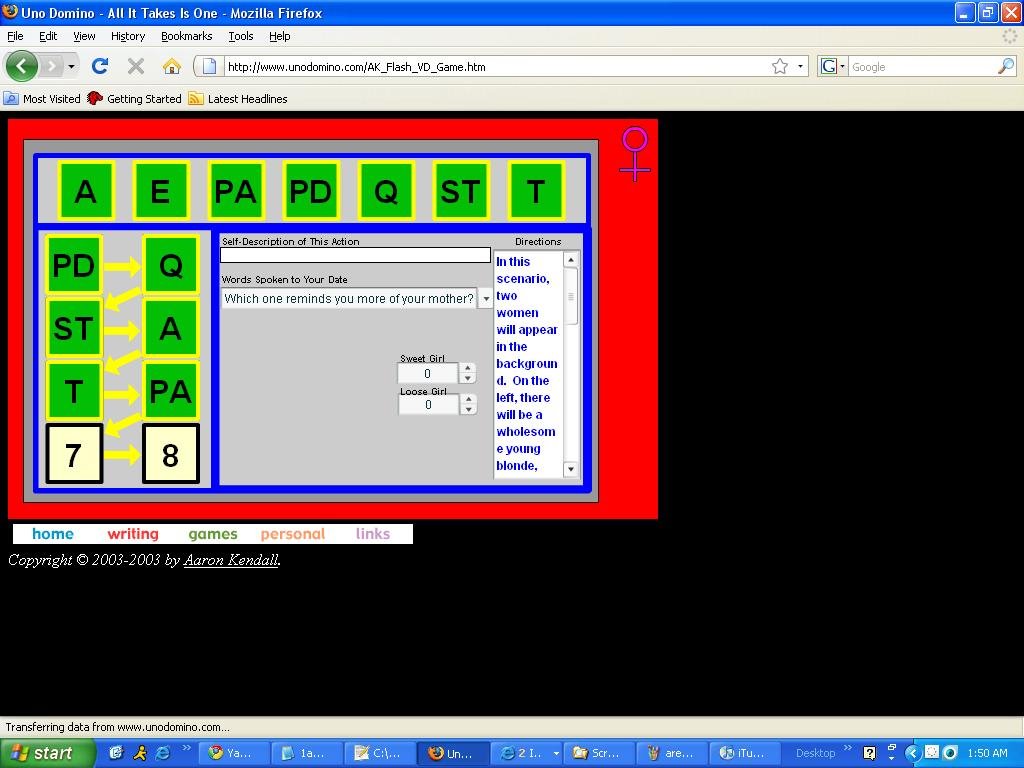 Uno Domino - All It Takes Is One - Mozilla Firefox
File Edit View History Bookmarks Tools Help
http://www.unodomino.com/AK_Flash_VD_Game.htm
G Google
Most Visited Getting Started Latest Headlines
A E PA PD Q ST T
PD Q
ST A
T PA
7 8
Self-Description of This Action
Words Spoken to Your Date
Which one reminds you more of your mother?
Sweet Girl
0
Loose Girl
0
Directions
In this
scenario,
two
women
will appear
in the
backgroun
d. On the
left, there
will be a
wholesom
e young
blonde,
home writing games personal links
Copyright © 2003-2003 by Aaron Kendall.
Transferring data from www.unodomino.com...
start Ya... 1a... C:\... Un... 2 I... Scr... are... iTu... Desktop 1:50 AM